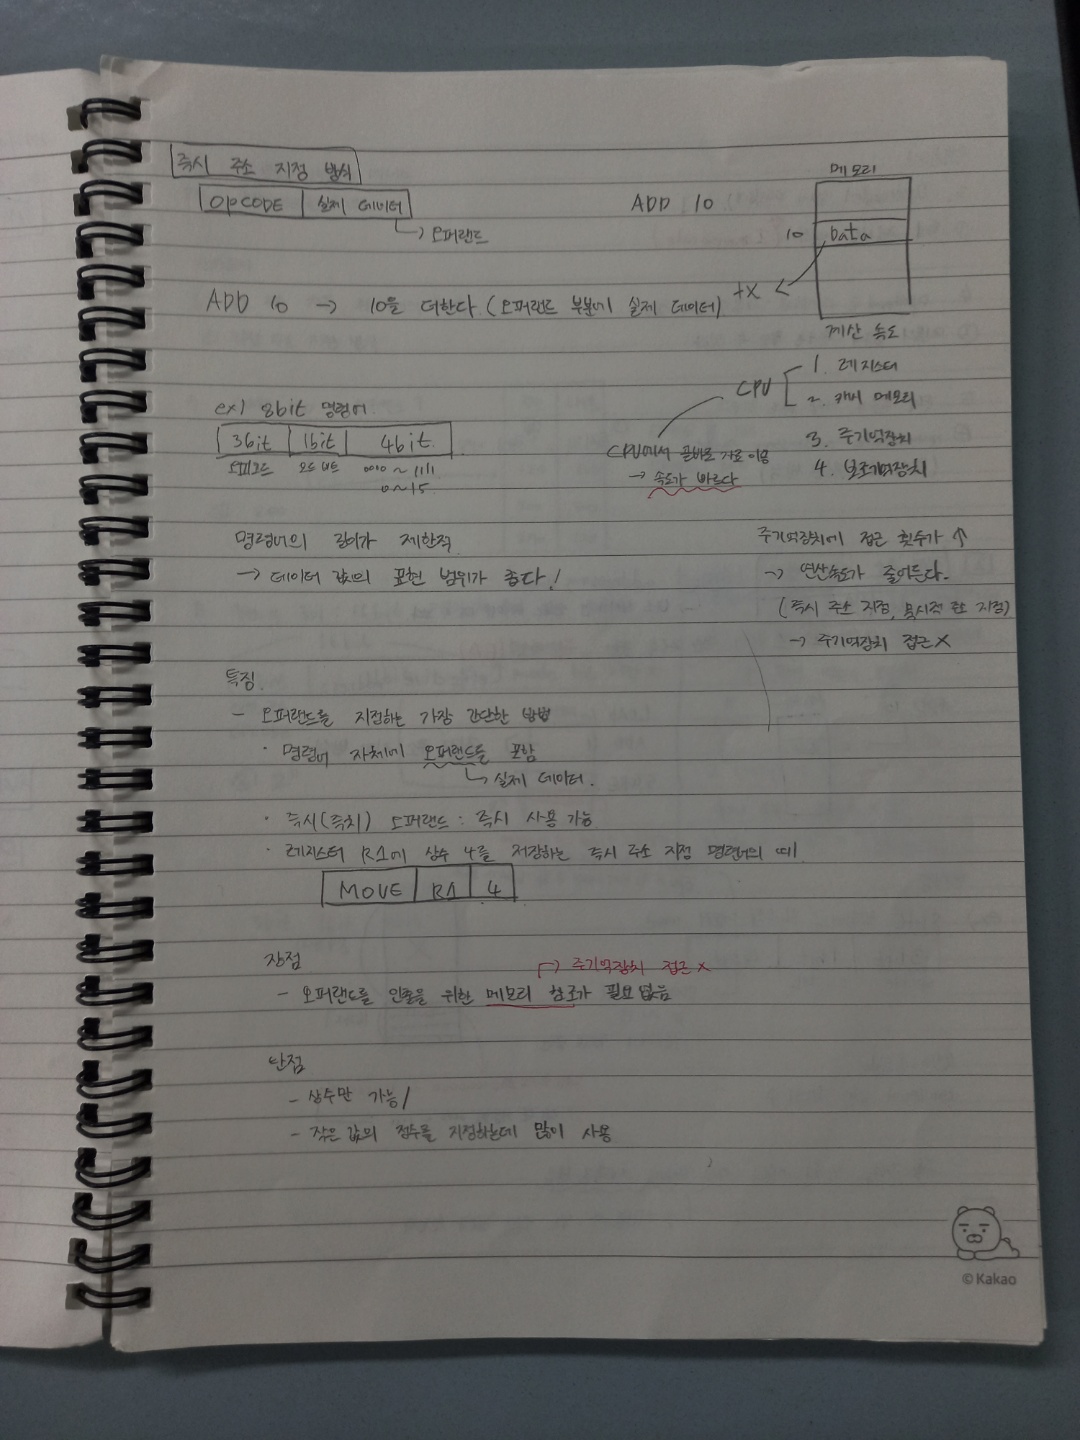 즉시 주소 지정 방식
OPCODE 실제 데이터
→ 오퍼랜드
ADD 10 → 10을 더한다 (오퍼랜드 부분에 실제 데이터)
ADD 10
메모리
10 Data
+X
계산 속도
CPU
1. 레지스터
2. 캐시 메모리
3. 주기억장치
4. 보조기억장치
CPU에서 곧바로 자료 이용
→ 속도가 빠르다
ex) 8bit 명령어
3bit 1bit 4bit
오피코드 모드 비트 0000 ~ 1111
0~15
명령어의 길이가 제한적
→ 데이터 값의 표현 범위가 좁다!
주기억장치에 접근 횟수가 ↑
→ 연산속도가 줄어든다.
(즉시 주소 지정, 묵시적 주소 지정)
→ 주기억장치 접근 X
특징.
- 오퍼랜드를 지정하는 가장 간단한 방법
· 명령어 자체에 오퍼랜드를 포함
→ 실제 데이터.
· 즉시(즉치) 오퍼랜드 : 즉시 사용 가능
· 레지스터 R1에 상수 4를 저장하는 즉시 주소 지정 명령어의 예
MOVE R1 4
장점
→ 주기억장치 접근 X
- 오퍼랜드를 인출을 위한 메모리 참조가 필요 없음
단점
- 상수만 가능/
- 작은 값의 정수를 지정하는데 많이 사용
© Kakao